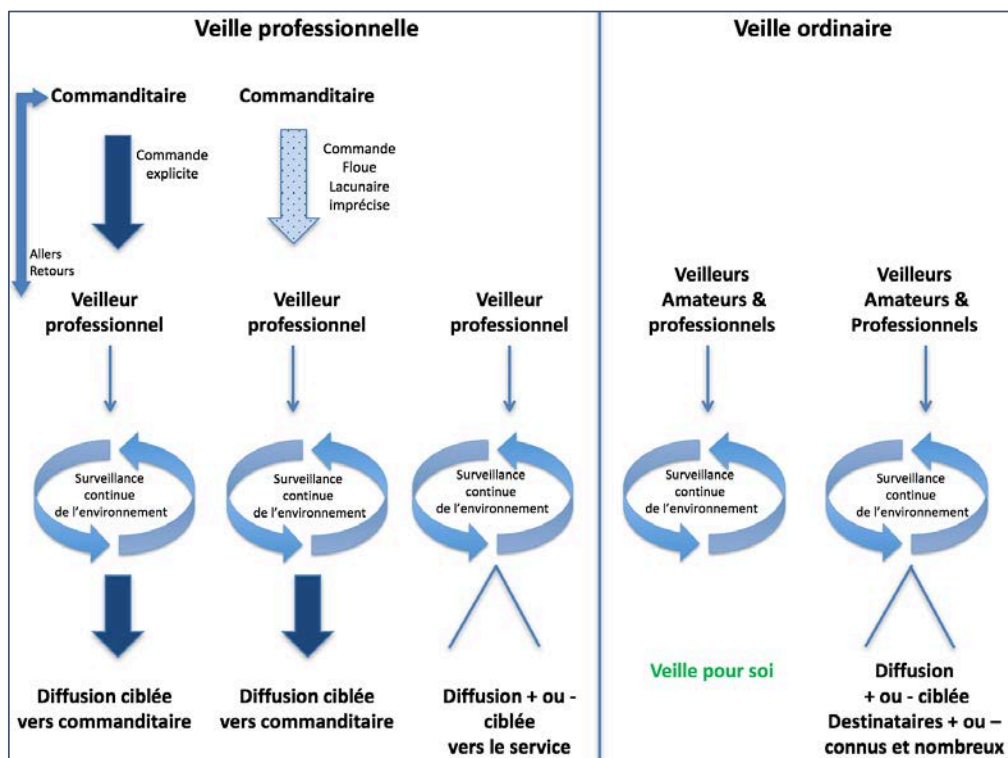 Veille professionnelle
Veille ordinaire
Commanditaire
Commanditaire
Commande
explicite
Commande
Floue
Lacunaire
imprécise
Allers
Retours
Veilleur
professionnel
Veilleur
professionnel
Veilleur
professionnel
Veilleurs
Amateurs &
professionnels
Veilleurs
Amateurs &
Professionnels
Surveillance
continue
de l’environnement
Surveillance
continue
de l’environnement
Surveillance
continue
de l’environnement
Surveillance
continue
de l’environnement
Surveillance
continue
de l’environnement
Diffusion ciblée
vers commanditaire
Diffusion ciblée
vers commanditaire
Diffusion + ou -
ciblée
vers le service
Veille pour soi
Diffusion
+ ou - ciblée
Destinataires + ou –
connus et nombreux